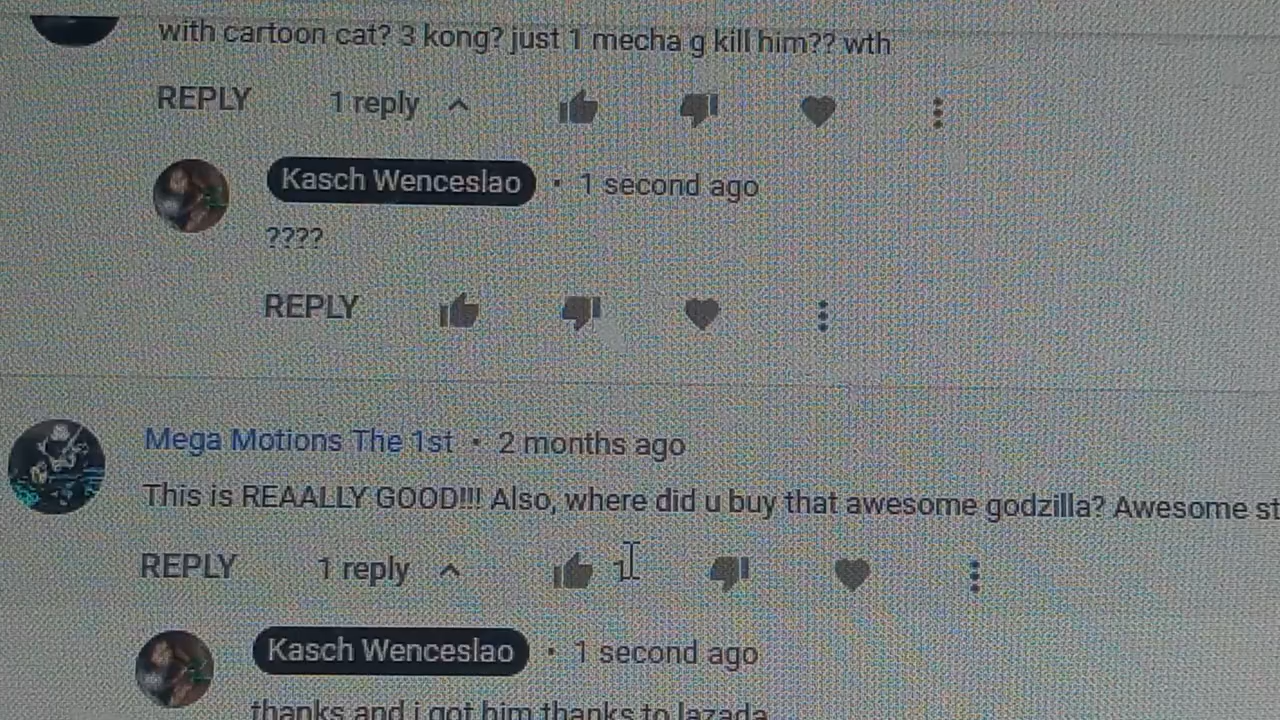 with cartoon cat? 3 kong? just 1 mecha g kill him?? wth
REPLY 1 reply
Kasch Wenceslao • 1 second ago
????
REPLY
Mega Motions The 1st • 2 months ago
This is REAALLY GOOD!!! Also, where did u buy that awesome godzilla? Awesome st
REPLY 1 reply 1
Kasch Wenceslao • 1 second ago
thanks and i got him thanks to lazada